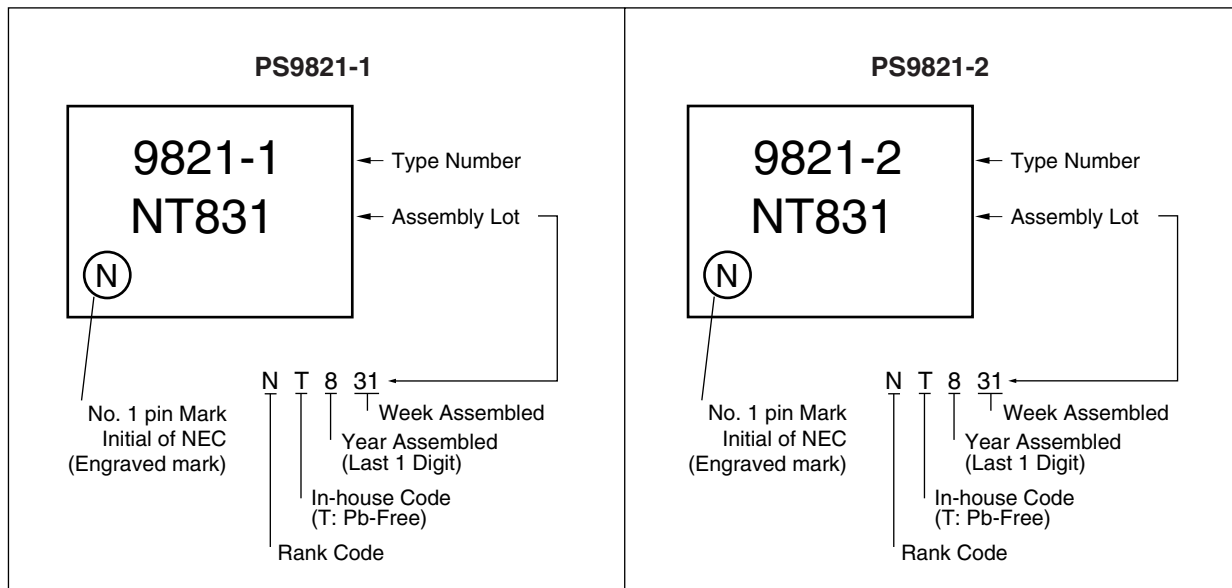 PS9821-1
9821-1
Type Number
NT831
Assembly Lot
N
N T 8 31
No. 1 pin Mark
Initial of NEC
(Engraved mark)
Week Assembled
Year Assembled
(Last 1 Digit)
In-house Code
(T: Pb-Free)
Rank Code
PS9821-2
9821-2
Type Number
NT831
Assembly Lot
N
N T 8 31
No. 1 pin Mark
Initial of NEC
(Engraved mark)
Week Assembled
Year Assembled
(Last 1 Digit)
In-house Code
(T: Pb-Free)
Rank Code